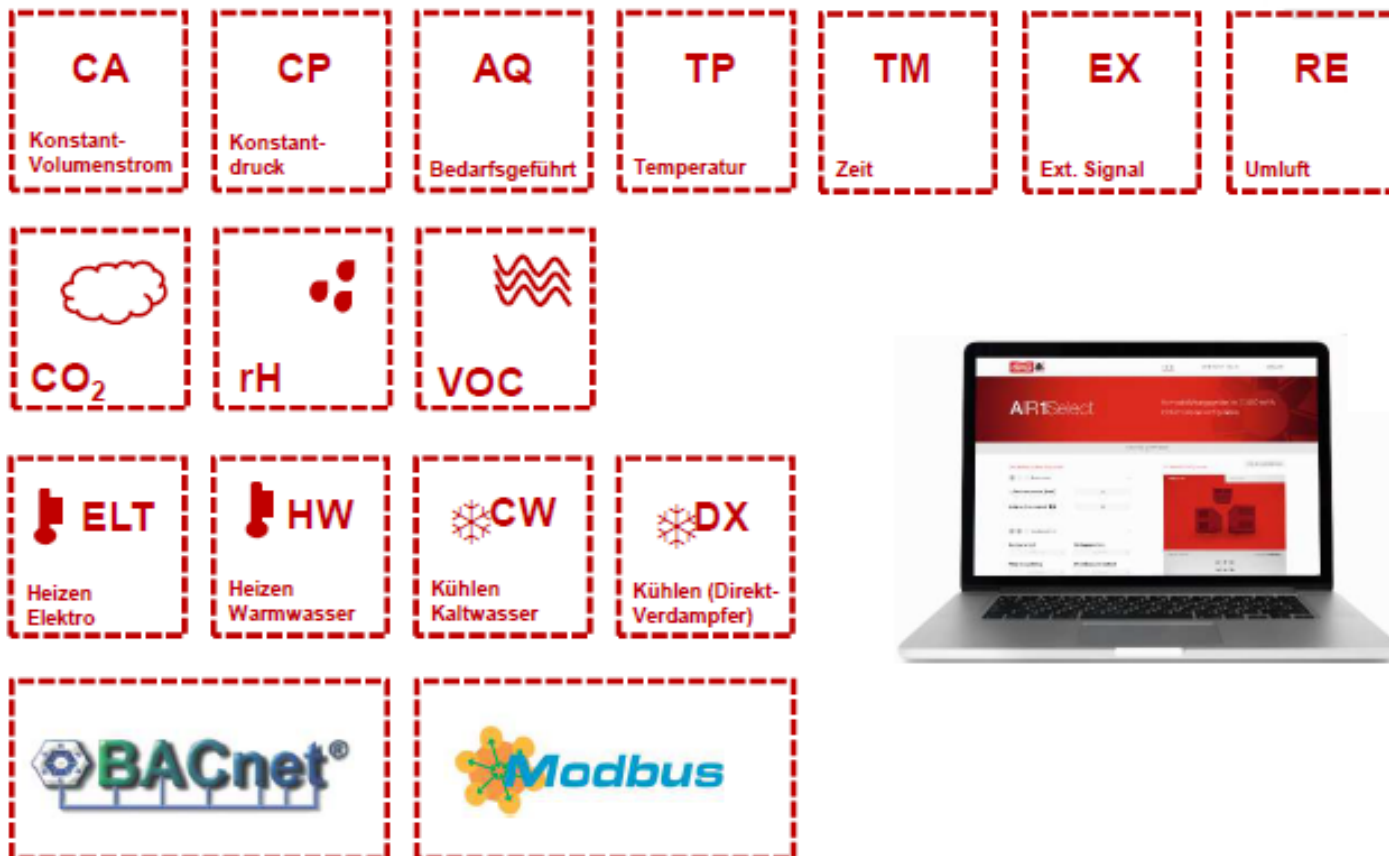 CA
Konstant-
Volumenstrom
CP
Konstant-
druck
AQ
Bedarfsgeführt
TP
Temperatur
TM
Zeit
EX
Ext. Signal
RE
Umluft
CO₂
rH
VOC
ELT
Heizen
Elektro
HW
Heizen
Warmwasser
CW
Kühlen
Kaltwasser
DX
Kühlen (Direkt-
Verdampfer)
AIR1Select
BACnet®
Modbus